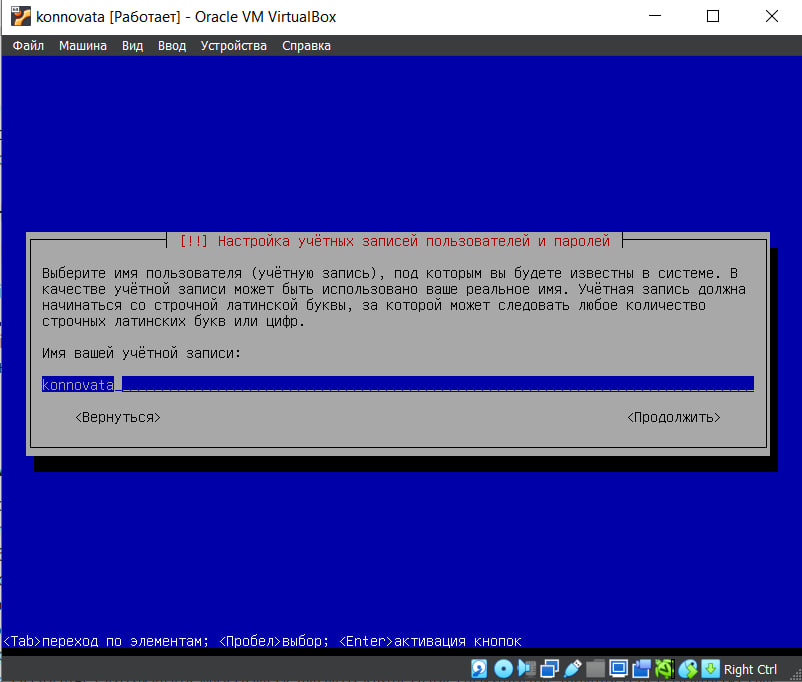 konnovata [Работает] - Oracle VM VirtualBox
Файл Машина Вид Ввод Устройства Справка
[!!] Настройка учётных записей пользователей и паролей
Выберите имя пользователя (учётную запись), под которым вы будете известны в системе. В
качестве учётной записи может быть использовано ваше реальное имя. Учётная запись должна
начинаться со строчной латинской буквы, за которой может следовать любое количество
строчных латинских букв или цифр.
Имя вашей учётной записи:
konnovata
<Вернуться> <Продолжить>
<Tab>переход по элементам; <Пробел>выбор; <Enter>активация кнопок
Right Ctrl